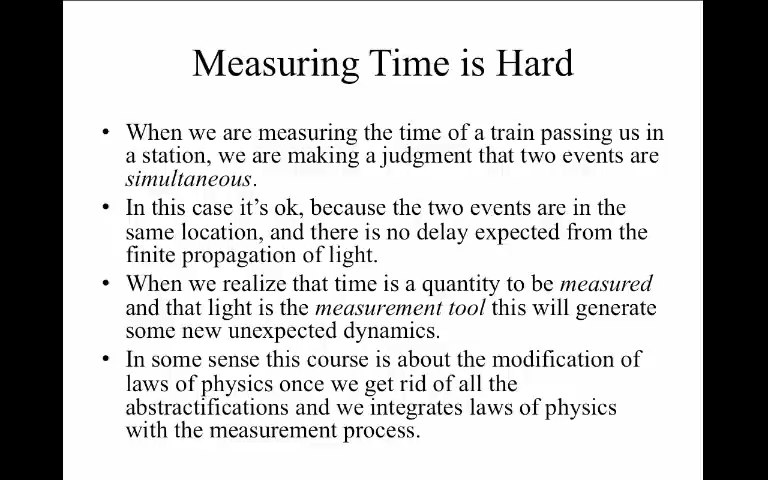 Measuring Time is Hard
• When we are measuring the time of a train passing us in
a station, we are making a judgment that two events are
simultaneous.
• In this case it's ok, because the two events are in the
same location, and there is no delay expected from the
finite propagation of light.
• When we realize that time is a quantity to be measured
and that light is the measurement tool this will generate
some new unexpected dynamics.
• In some sense this course is about the modification of
laws of physics once we get rid of all the
abstractifications and we integrates laws of physics
with the measurement process.